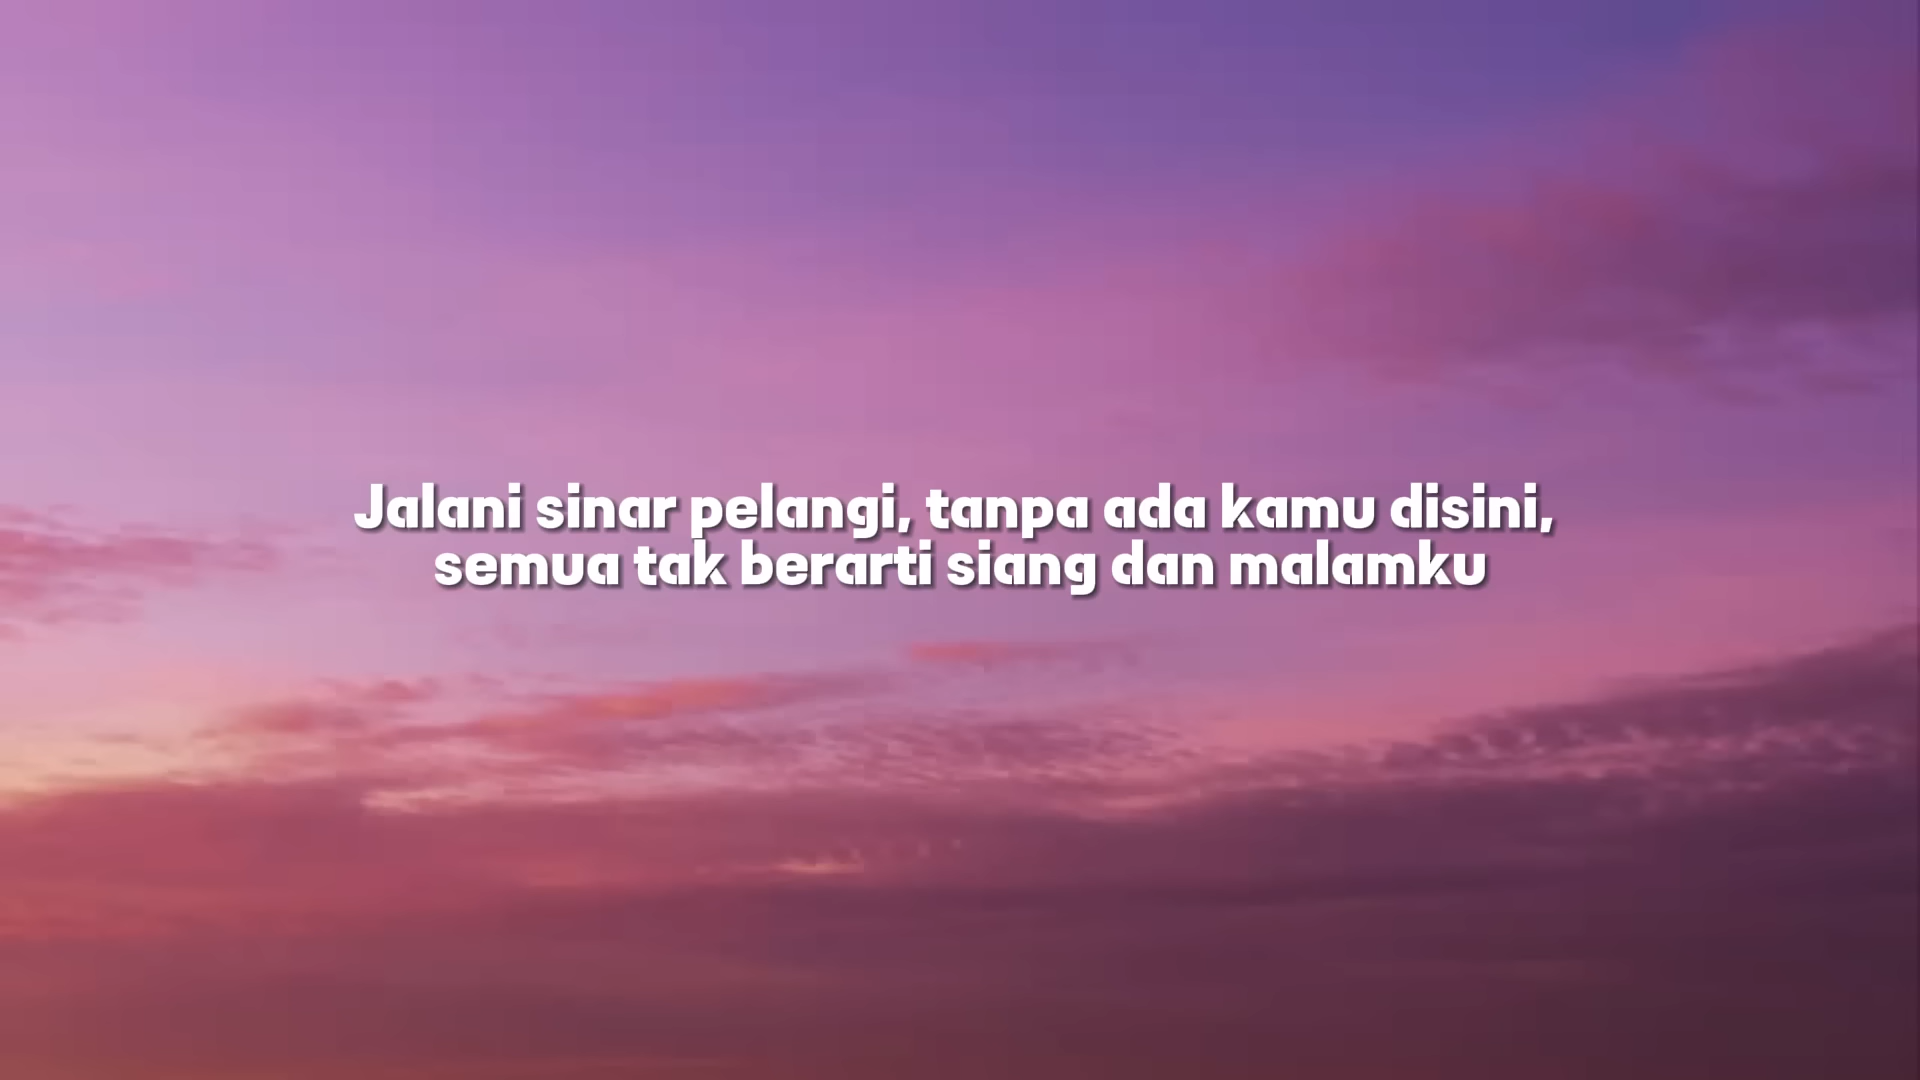 Jalani sinar pelangi, tanpa ada kamu disini,
semua tak berarti siang dan malamku